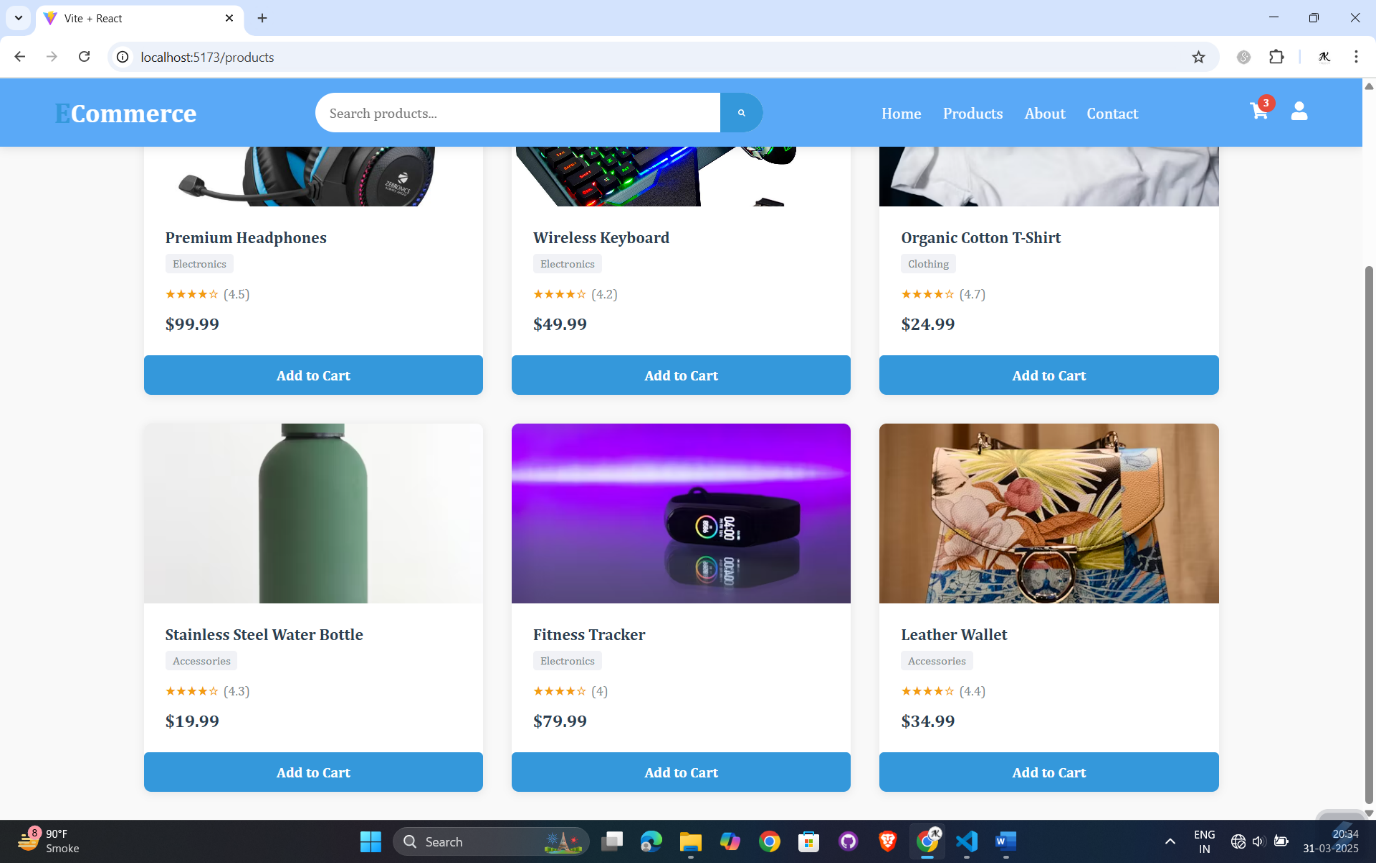 Vite + React
localhost:5173/products
ECommerce
Search products...
Home Products About Contact
3
ZEBRONICS
Premium Headphones
Electronics
★★★★☆ (4.5)
$99.99
Add to Cart
Wireless Keyboard
Electronics
★★★★☆ (4.2)
$49.99
Add to Cart
Organic Cotton T-Shirt
Clothing
★★★★☆ (4.7)
$24.99
Add to Cart
Stainless Steel Water Bottle
Accessories
★★★★☆ (4.3)
$19.99
Add to Cart
04:00
Fitness Tracker
Electronics
★★★★☆ (4)
$79.99
Add to Cart
Leather Wallet
Accessories
★★★★☆ (4.4)
$34.99
Add to Cart
8
90°F
Smoke
Search
ENG
IN
20:34
31-03-2025